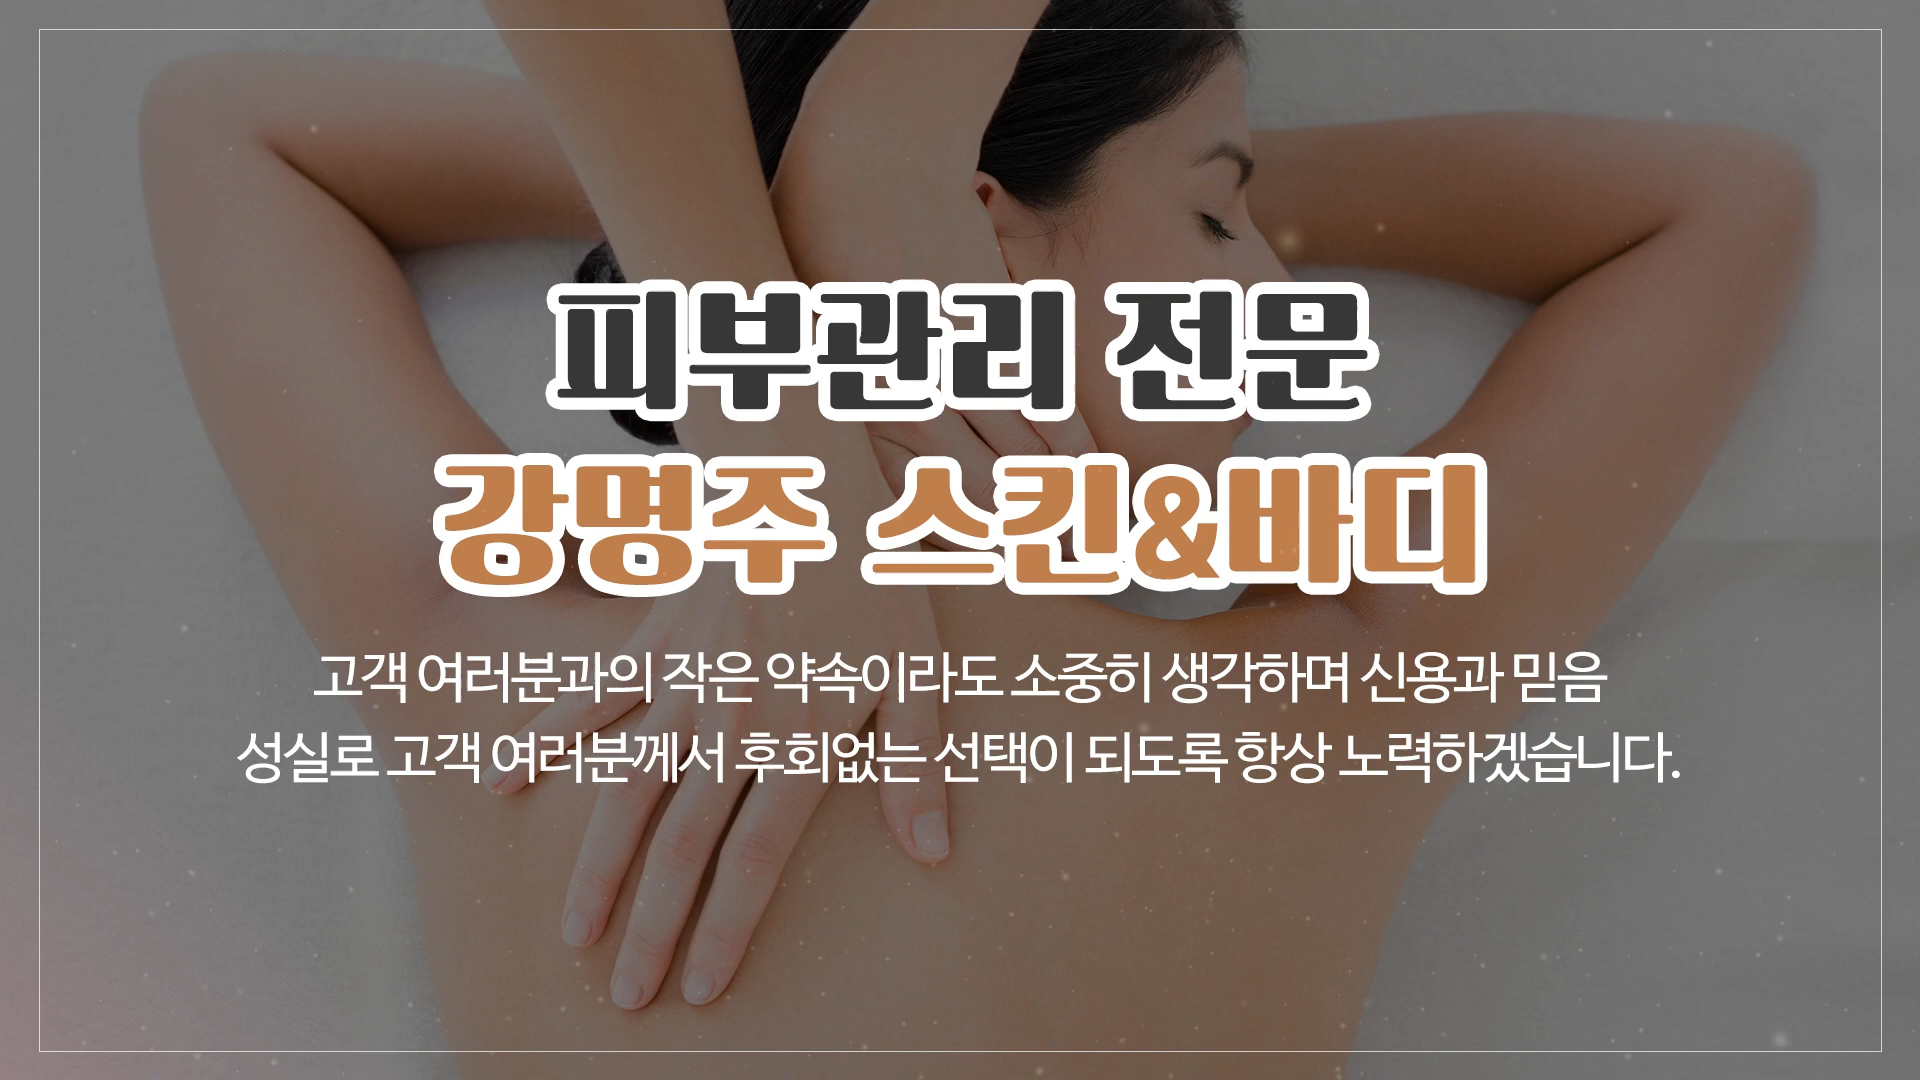 피부관리 전문
강명주 스킨&바디
고객 여러분과의 작은 약속이라도 소중히 생각하며 신용과 믿음
성실로 고객 여러분께서 후회없는 선택이 되도록 항상 노력하겠습니다.